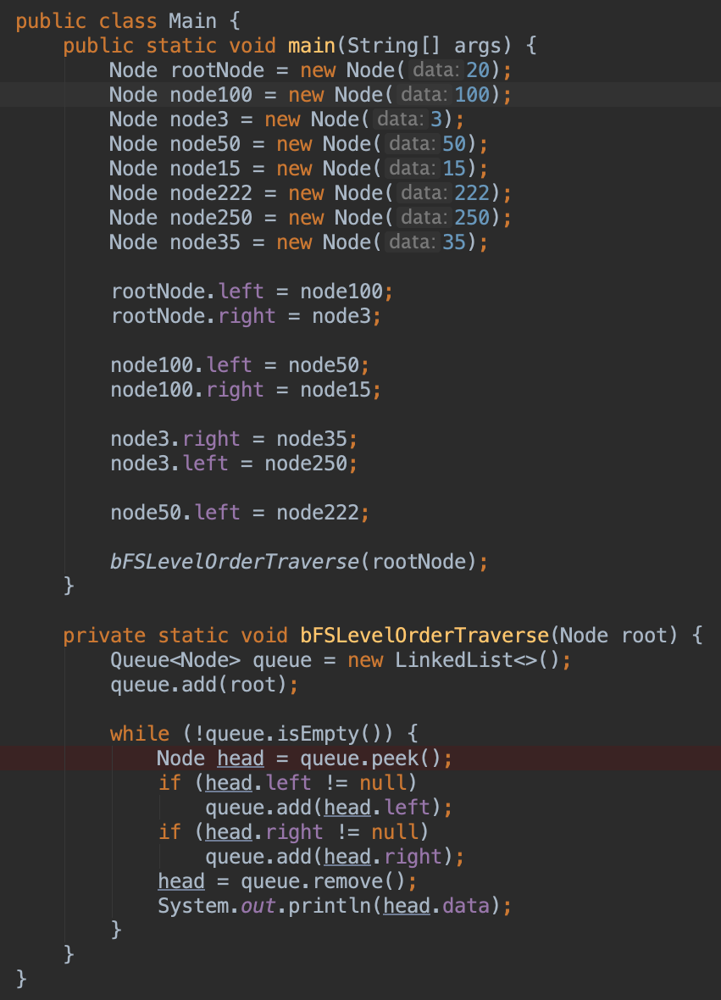 public class Main {
    public static void main(String[] args) {
        Node rootNode = new Node( data: 20);
        Node node100 = new Node( data: 100);
        Node node3 = new Node( data: 3);
        Node node50 = new Node( data: 50);
        Node node15 = new Node( data: 15);
        Node node222 = new Node( data: 222);
        Node node250 = new Node( data: 250);
        Node node35 = new Node( data: 35);
        rootNode.left = node100;
        rootNode.right = node3;
        node100.left = node50;
        node100.right = node15;
        node3.right = node35;
        node3.left = node250;
        node50.left = node222;
        bFSLevelOrderTraverse(rootNode);
    }
    private static void bFSLevelOrderTraverse(Node root) {
        Queue<Node> queue = new LinkedList<>();
        queue.add(root);
        while (!queue.isEmpty()) {
            Node head = queue.peek();
            if (head.left != null)
                queue.add(head.left);
            if (head.right != null)
                queue.add(head.right);
            head = queue.remove();
            System.out.println(head.data);
        }
    }
}